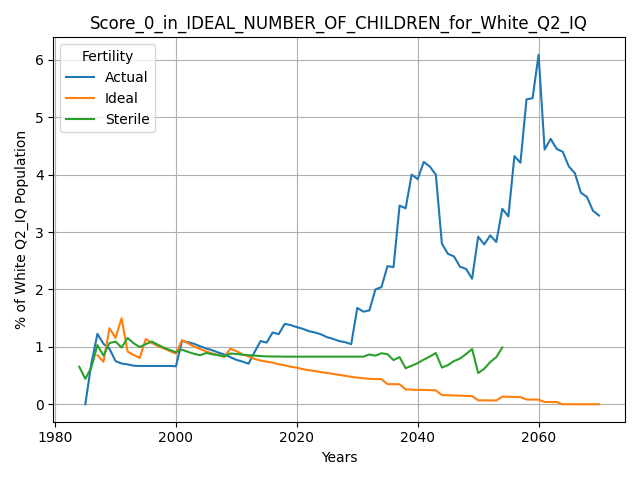 Score_0_in_IDEAL_NUMBER_OF_CHILDREN_for_White_Q2_IQ
Fertility
Actual
Ideal
Sterile
% of White Q2_IQ Population
6
5
4
3
2
1
0
1980
2000
2020
2040
2060
Years